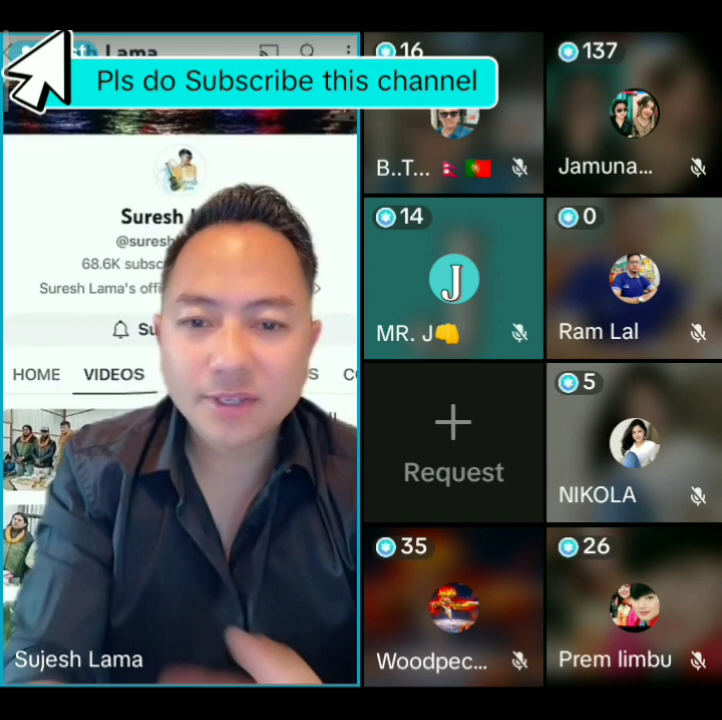 Lama
Pls do Subscribe this channel
Suresh
@suresh
68.6K subsc
Suresh Lama's offi
Su
HOME VIDEOS S C
Sujesh Lama
16
B..T...
137
Jamuna...
14
J
MR. J
0
Ram Lal
Request
5
NIKOLA
35
Woodpec...
26
Prem limbu